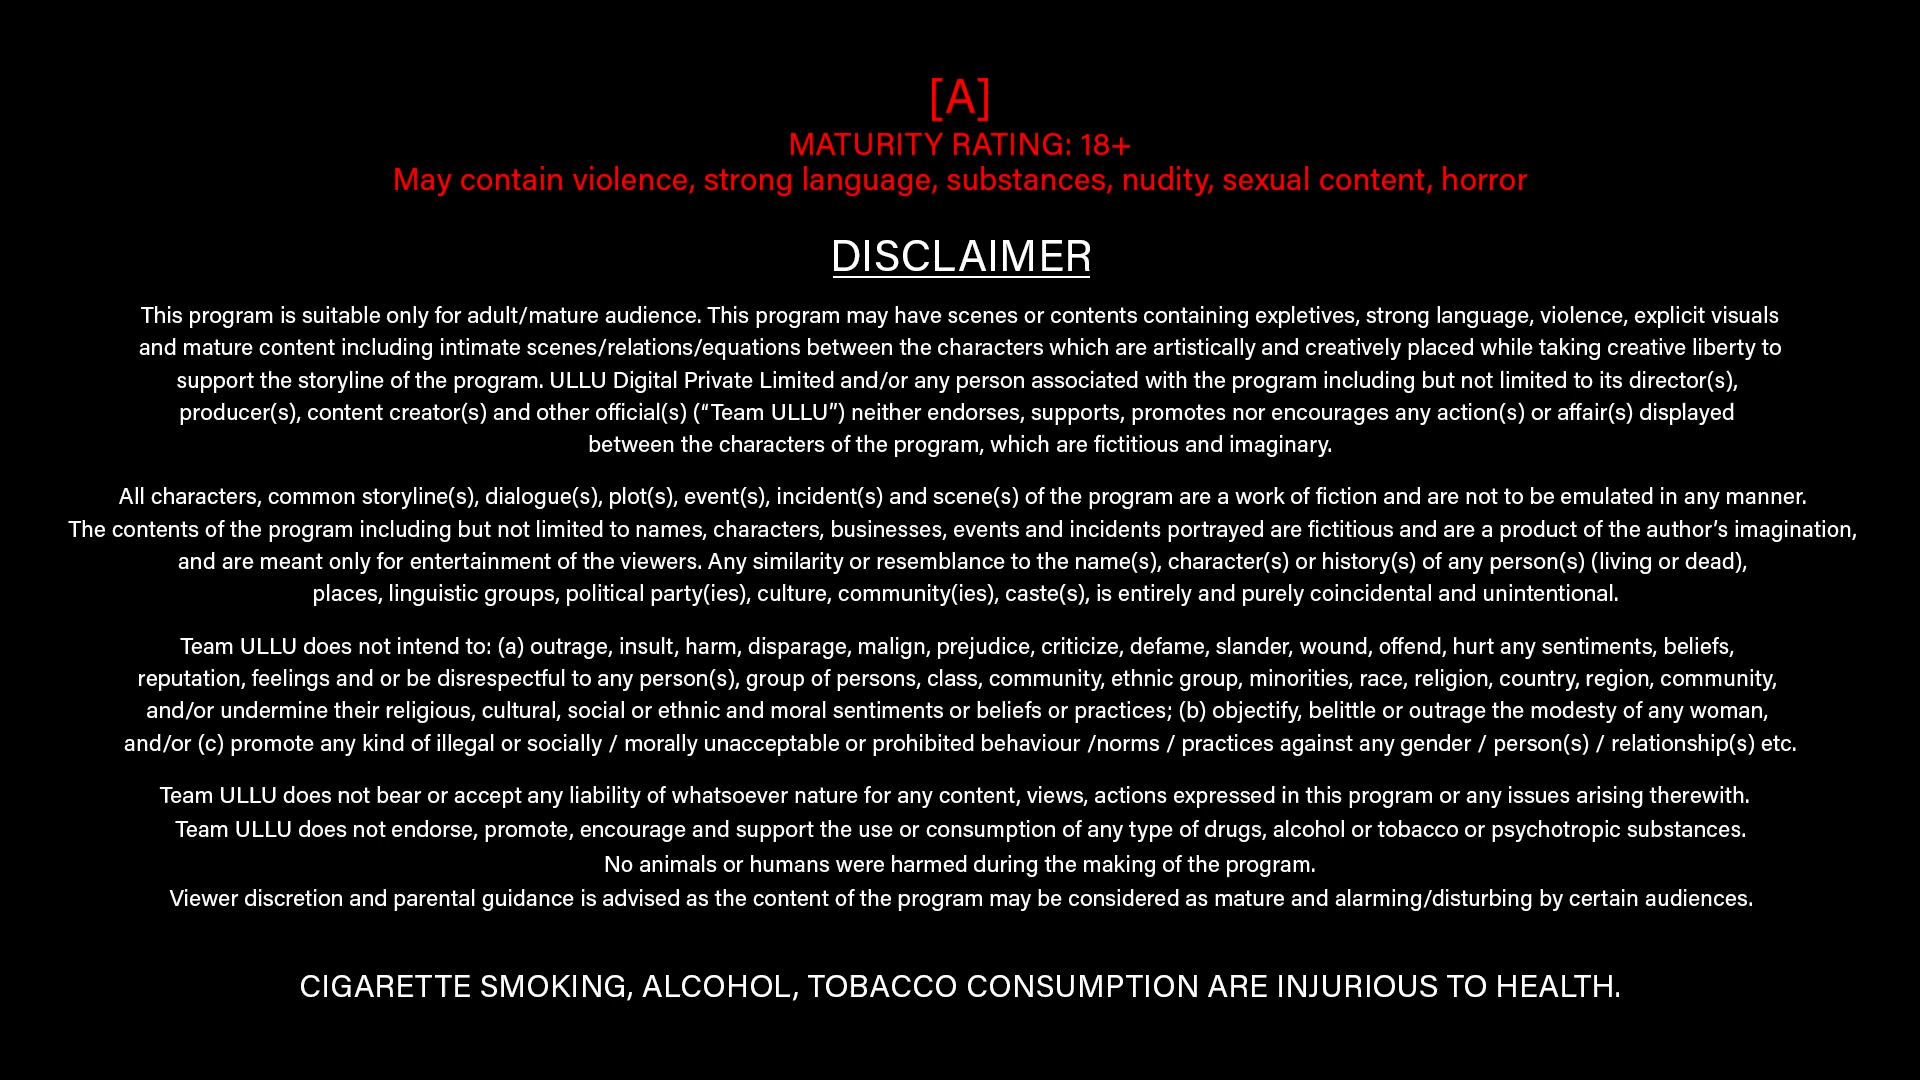 [A]
MATURITY RATING: 18+
May contain violence, strong language, substances, nudity, sexual content, horror
DISCLAIMER
This program is suitable only for adult/mature audience. This program may have scenes or contents containing expletives, strong language, violence, explicit visuals
and mature content including intimate scenes/relations/equations between the characters which are artistically and creatively placed while taking creative liberty to
support the storyline of the program. ULLU Digital Private Limited and/or any person associated with the program including but not limited to its director(s),
producer(s), content creator(s) and other official(s) (“Team ULLU”) neither endorses, supports, promotes nor encourages any action(s) or affair(s) displayed
between the characters of the program, which are fictitious and imaginary.
All characters, common storyline(s), dialogue(s), plot(s), event(s), incident(s) and scene(s) of the program are a work of fiction and are not to be emulated in any manner.
The contents of the program including but not limited to names, characters, businesses, events and incidents portrayed are fictitious and are a product of the author’s imagination,
and are meant only for entertainment of the viewers. Any similarity or resemblance to the name(s), character(s) or history(s) of any person(s) (living or dead),
places, linguistic groups, political party(ies), culture, community(ies), caste(s), is entirely and purely coincidental and unintentional.
Team ULLU does not intend to: (a) outrage, insult, harm, disparage, malign, prejudice, criticize, defame, slander, wound, offend, hurt any sentiments, beliefs,
reputation, feelings and or be disrespectful to any person(s), group of persons, class, community, ethnic group, minorities, race, religion, country, region, community,
and/or undermine their religious, cultural, social or ethnic and moral sentiments or beliefs or practices; (b) objectify, belittle or outrage the modesty of any woman,
and/or (c) promote any kind of illegal or socially / morally unacceptable or prohibited behaviour /norms / practices against any gender / person(s) / relationship(s) etc.
Team ULLU does not bear or accept any liability of whatsoever nature for any content, views, actions expressed in this program or any issues arising therewith.
Team ULLU does not endorse, promote, encourage and support the use or consumption of any type of drugs, alcohol or tobacco or psychotropic substances.
No animals or humans were harmed during the making of the program.
Viewer discretion and parental guidance is advised as the content of the program may be considered as mature and alarming/disturbing by certain audiences.
CIGARETTE SMOKING, ALCOHOL, TOBACCO CONSUMPTION ARE INJURIOUS TO HEALTH.